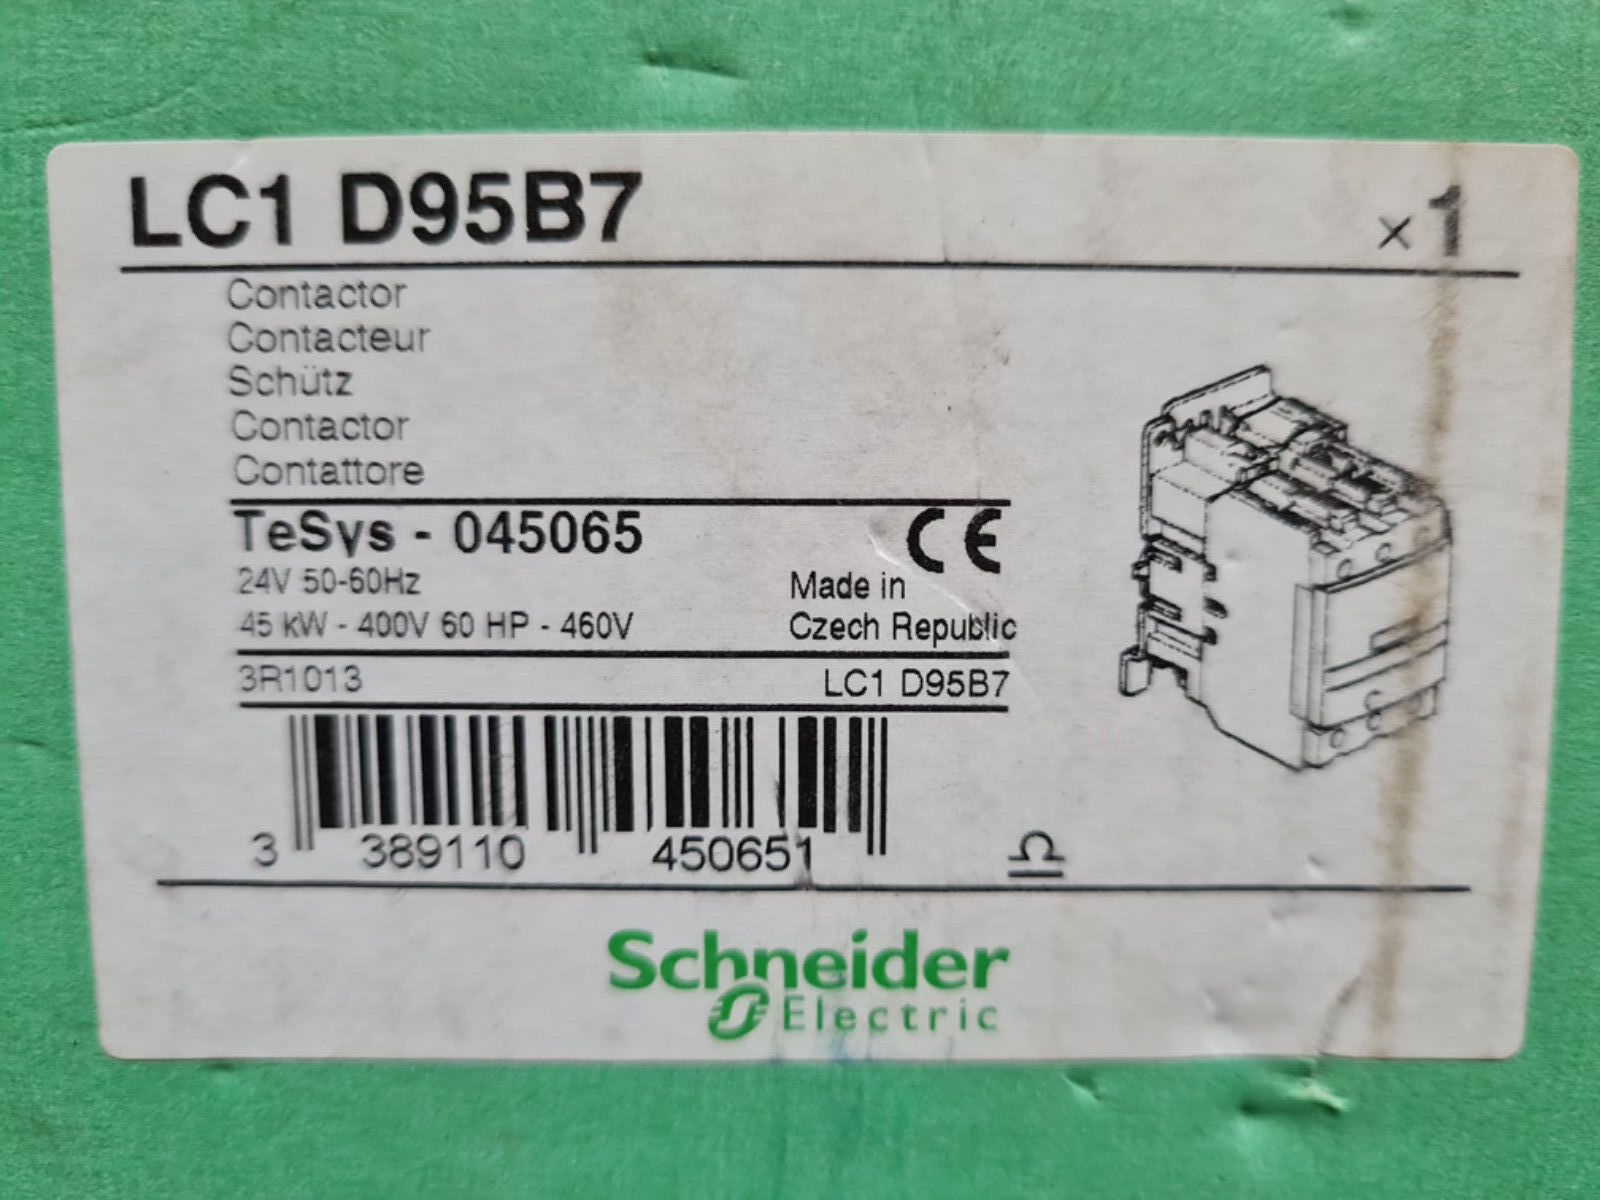 LC1 D95B7 x 1
Contactor
Contacteur
Schütz
Contactor
Contattore
TeSys - 045065 CE
24V 50-60Hz Made in
45 kW - 400V 60 HP - 460V Czech Republic
3R1013 LC1 D95B7
3 389110 450651
Schneider
Electric